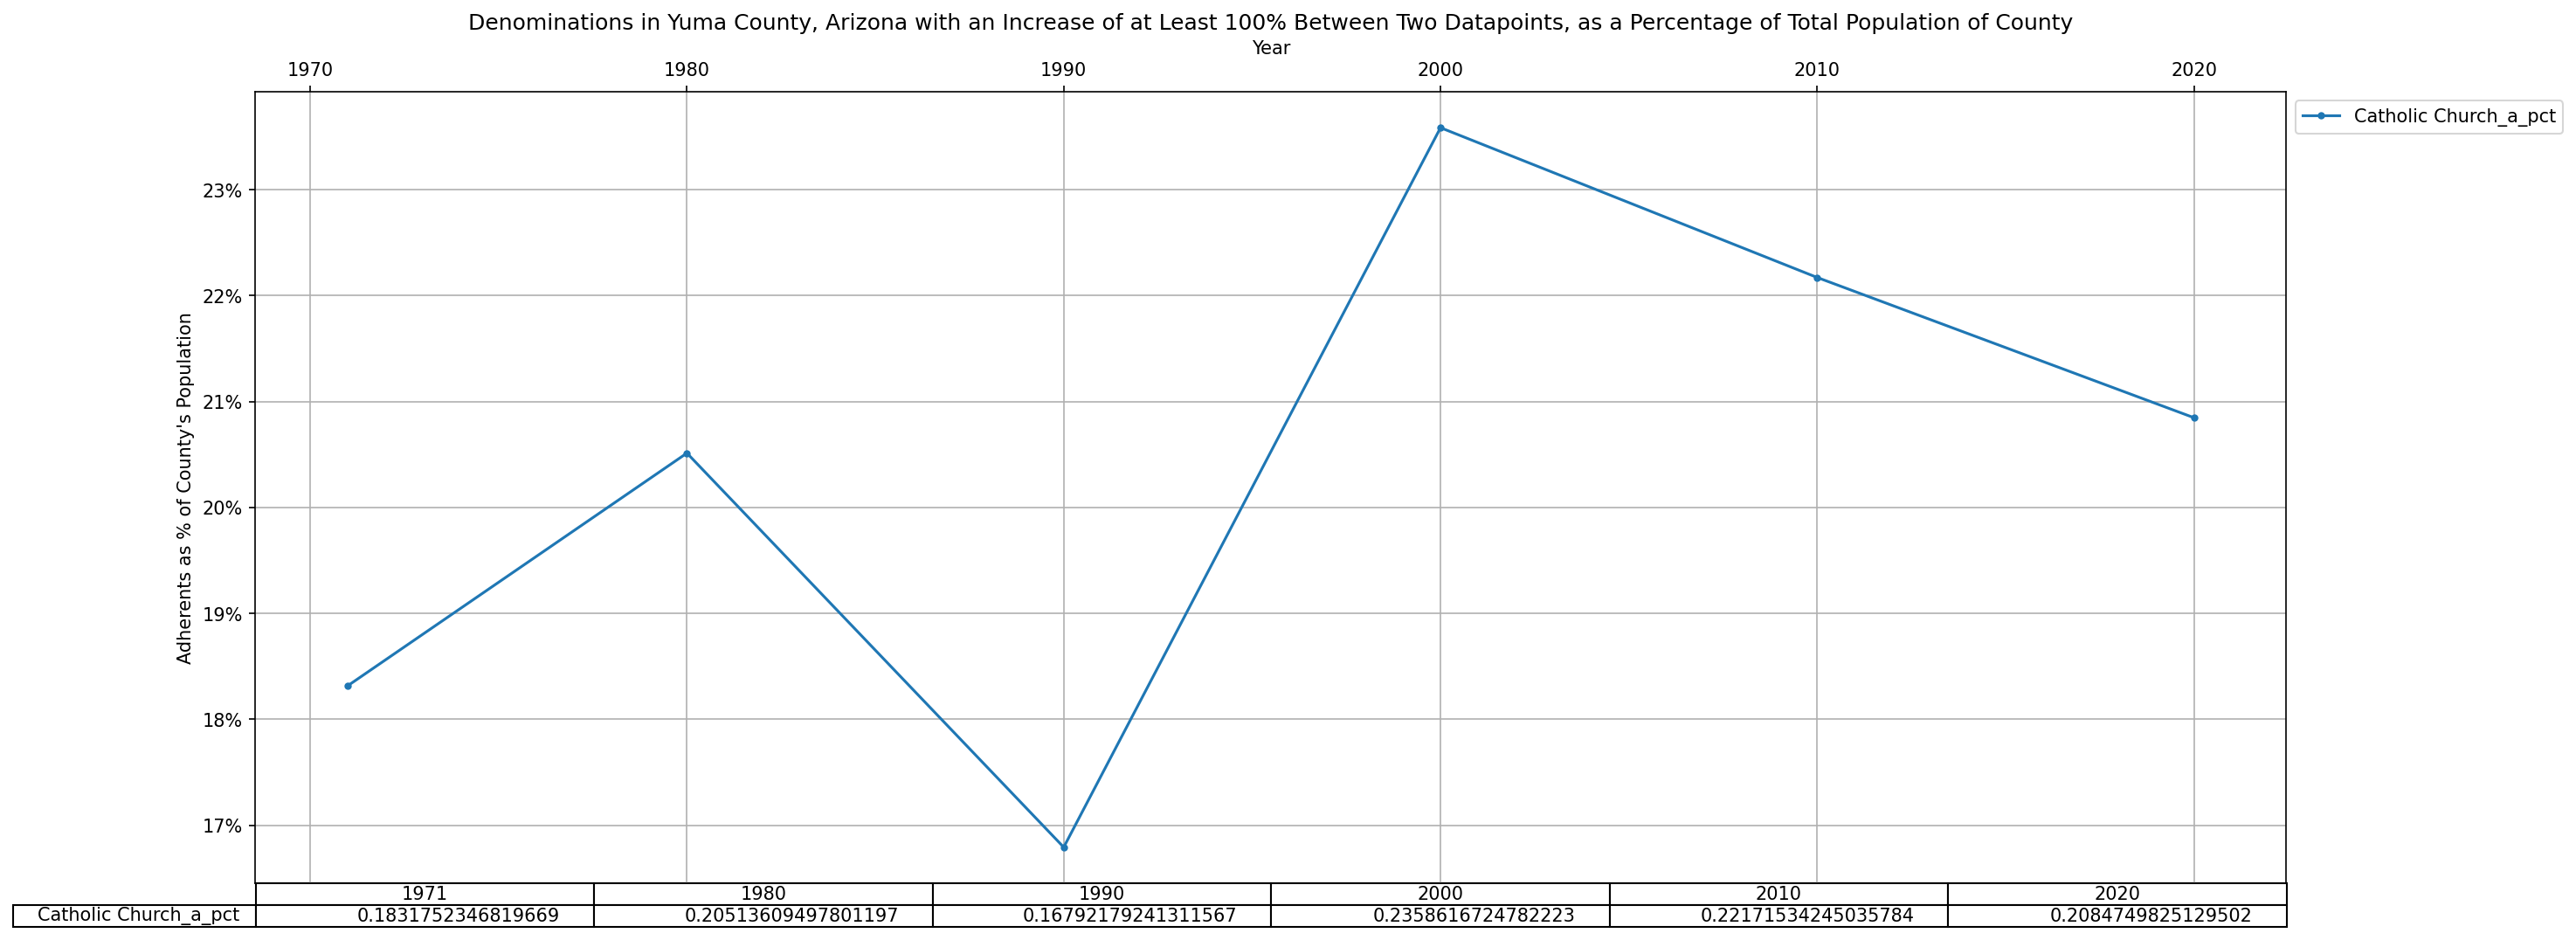 Denominations in Yuma County, Arizona with an Increase of at Least 100% Between Two Datapoints, as a Percentage of Total Population of County
Year
1970 1980 1990 2000 2010 2020
Catholic Church_a_pct
Adherents as % of County's Population
23%
22%
21%
20%
19%
18%
17%
1971 1980 1990 2000 2010 2020
Catholic Church_a_pct 0.1831752346819669 0.20513609497801197 0.16792179241311567 0.2358616724782223 0.22171534245035784 0.2084749825129502